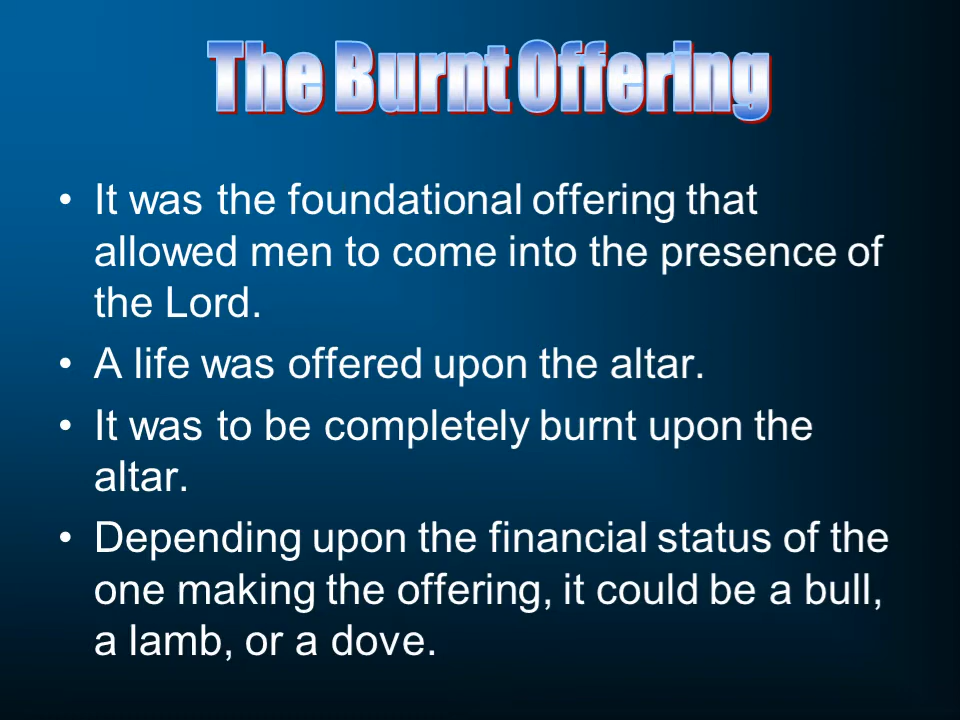 The Burnt Offering
• It was the foundational offering that
allowed men to come into the presence of
the Lord.
• A life was offered upon the altar.
• It was to be completely burnt upon the
altar.
• Depending upon the financial status of the
one making the offering, it could be a bull,
a lamb, or a dove.